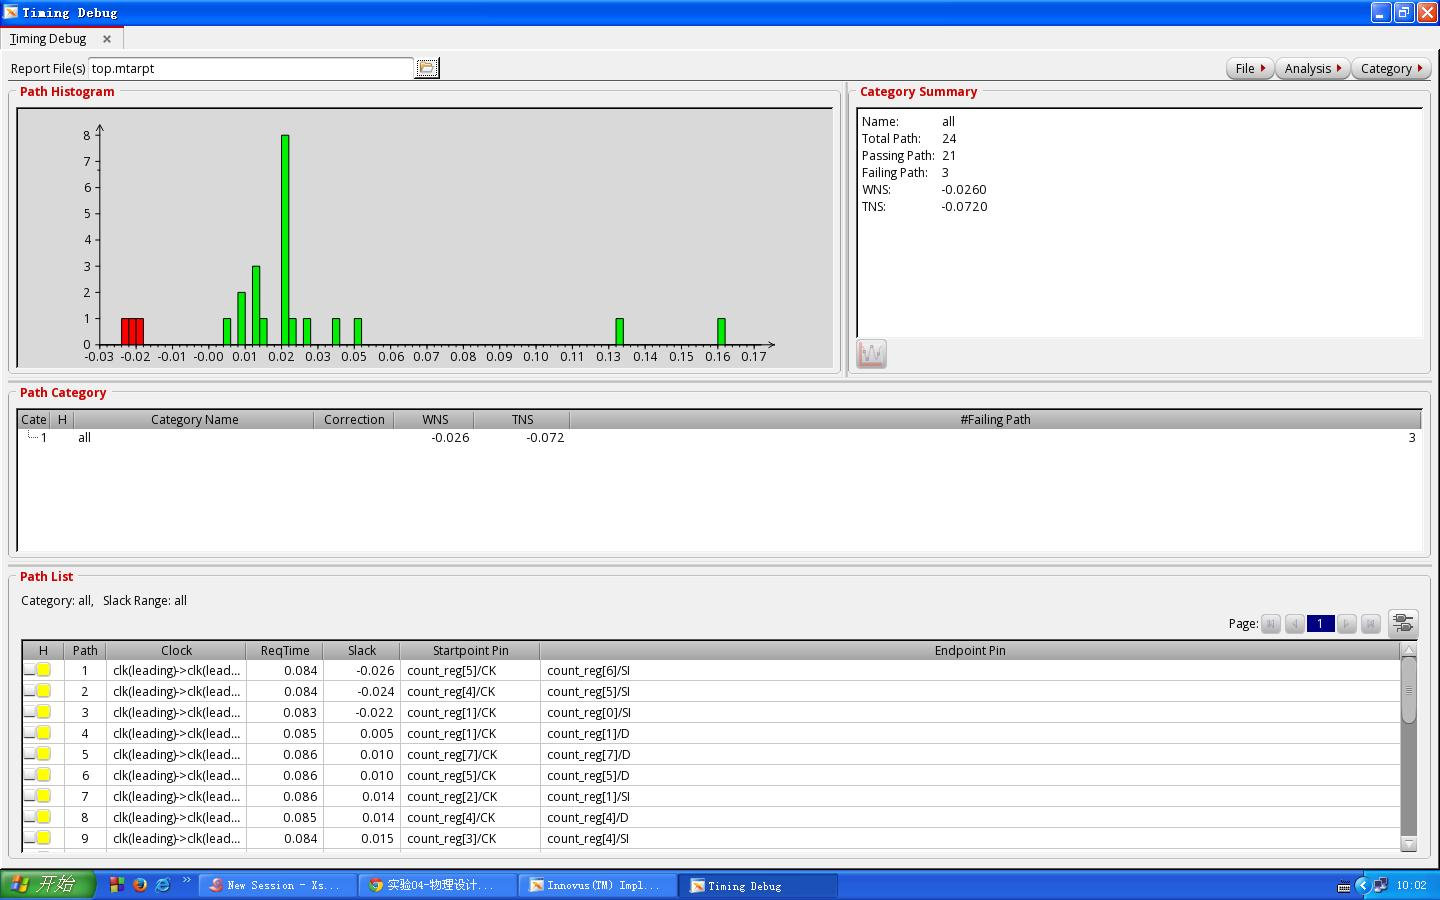 Timing Debug
Timing Debug
Report File(s) top.mtarpt File Analysis Category
Path Histogram
8
7
6
5
4
3
2
1
0
-0.03 -0.02 -0.01 -0.00 0.01 0.02 0.03 0.05 0.06 0.07 0.08 0.09 0.10 0.11 0.13 0.14 0.15 0.16 0.17
Category Summary
Name: all
Total Path: 24
Passing Path: 21
Failing Path: 3
WNS: -0.0260
TNS: -0.0720
Path Category
Cate H Category Name Correction WNS TNS #Failing Path
1 all -0.026 -0.072 3
Path List
Category: all, Slack Range: all
Page: 1
H Path Clock ReqTime Slack Startpoint Pin Endpoint Pin
1 clk(leading)->clk(lead... 0.084 -0.026 count_reg[5]/CK count_reg[6]/SI
2 clk(leading)->clk(lead... 0.084 -0.024 count_reg[4]/CK count_reg[5]/SI
3 clk(leading)->clk(lead... 0.083 -0.022 count_reg[1]/CK count_reg[0]/SI
4 clk(leading)->clk(lead... 0.085 0.005 count_reg[1]/CK count_reg[1]/D
5 clk(leading)->clk(lead... 0.086 0.010 count_reg[7]/CK count_reg[7]/D
6 clk(leading)->clk(lead... 0.086 0.010 count_reg[5]/CK count_reg[5]/D
7 clk(leading)->clk(lead... 0.086 0.014 count_reg[2]/CK count_reg[1]/SI
8 clk(leading)->clk(lead... 0.085 0.014 count_reg[4]/CK count_reg[4]/D
9 clk(leading)->clk(lead... 0.084 0.015 count_reg[3]/CK count_reg[4]/SI
开始 New Session - Xs... 实验04-物理设计... Innovus(TM) Impl... Timing Debug 10:02